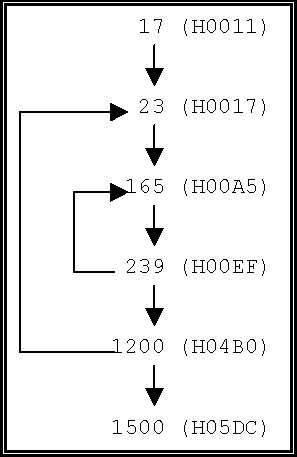 17 (H0011)
23 (H0017)
165 (H00A5)
239 (H00EF)
1200 (H04B0)
1500 (H05DC)